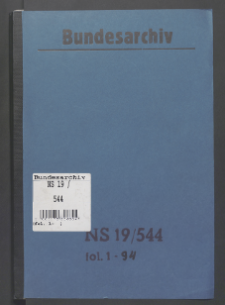 Bundesarchiv
Bundesarchiv
NS 19 /
544
NS 19/544
fol. 1 - 94